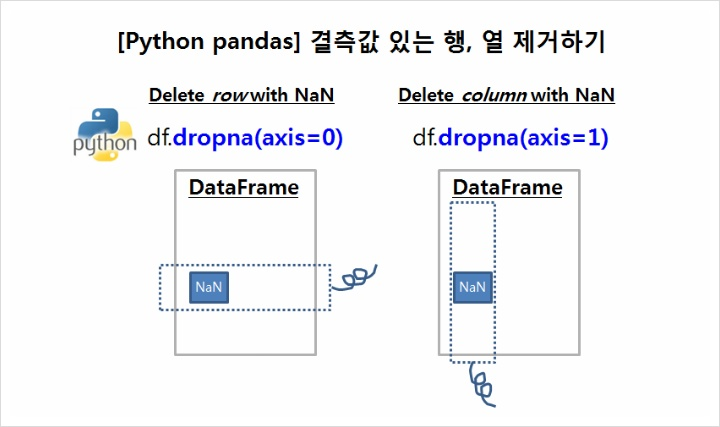 [Python pandas] 결측값 있는 행, 열 제거하기
Delete row with NaN
Delete column with NaN
python
df.dropna(axis=0)
df.dropna(axis=1)
DataFrame
DataFrame
NaN
NaN